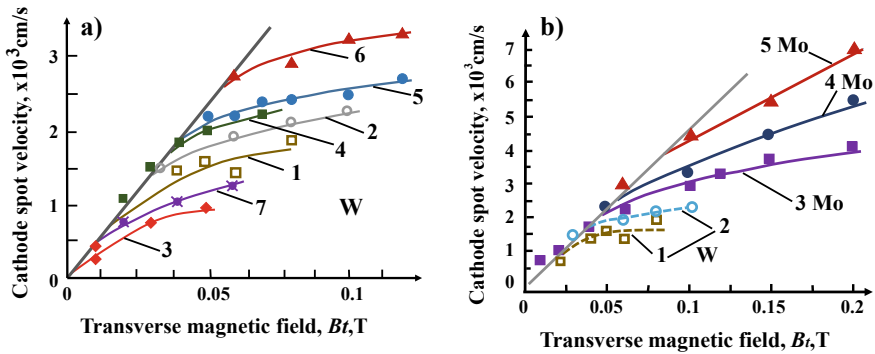 a)
Cathode spot velocity, x10³cm/s
3
2
1
0
0
0.05
0.1
Transverse magnetic field, Bt,T
6
5
2
4
1
7
3
W
b)
Cathode spot velocity, x10³cm/s
7
6
5
4
3
2
1
0
0
0.05
0.1
0.15
0.2
Transverse magnetic field, Bt,T
5 Mo
4 Mo
3 Mo
2
1
W